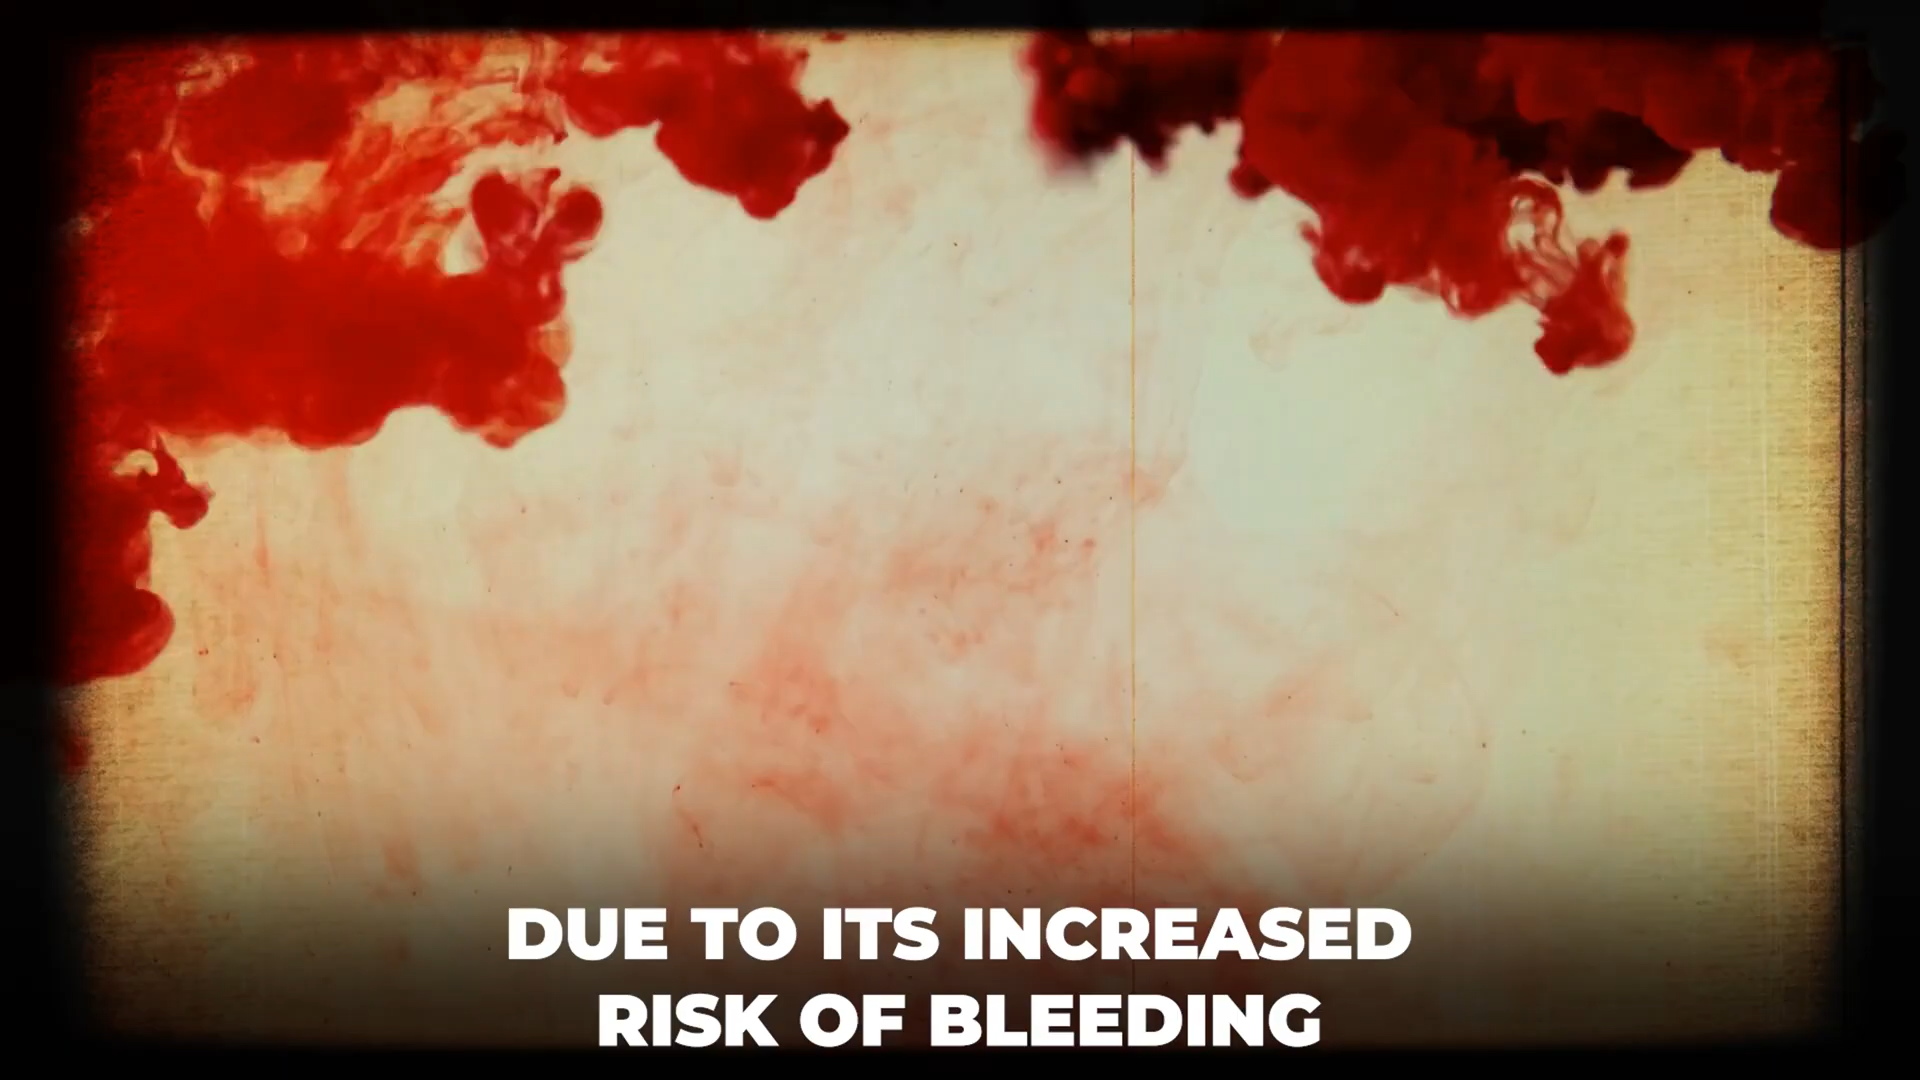 DUE TO ITS INCREASED
RISK OF BLEEDING